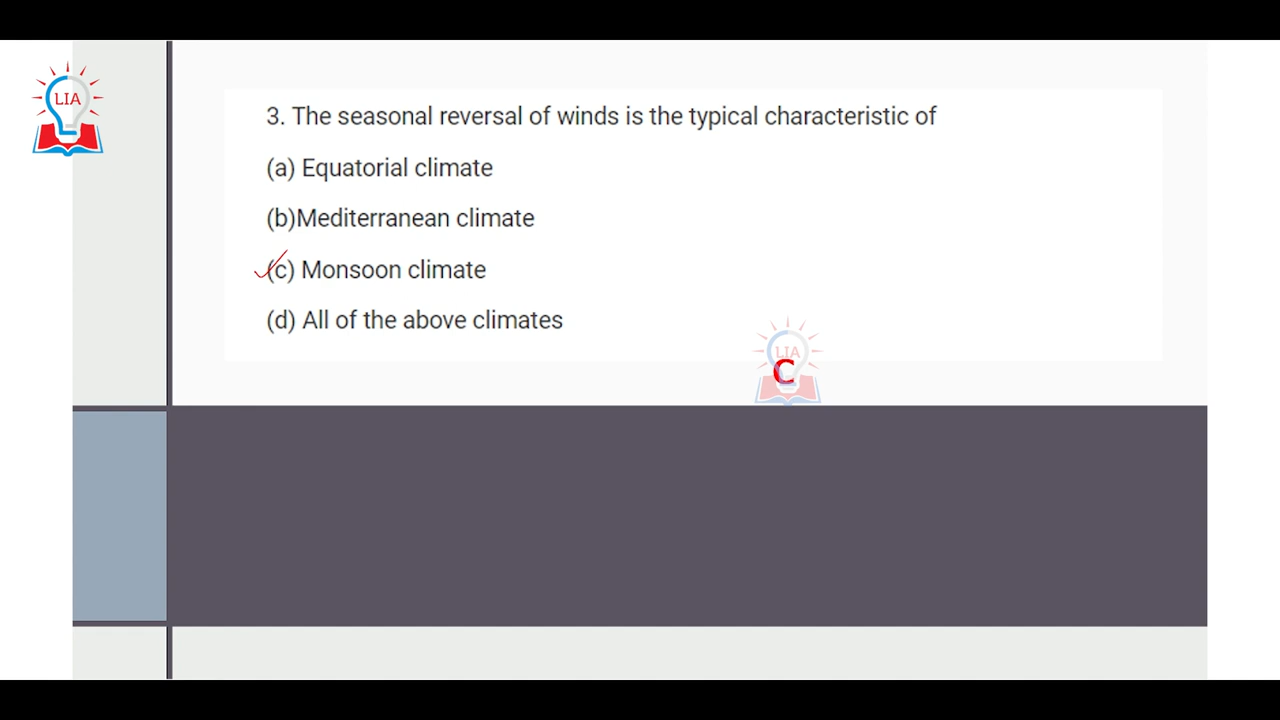 LIA
3. The seasonal reversal of winds is the typical characteristic of
(a) Equatorial climate
(b)Mediterranean climate
(c) Monsoon climate
(d) All of the above climates
LIA
C